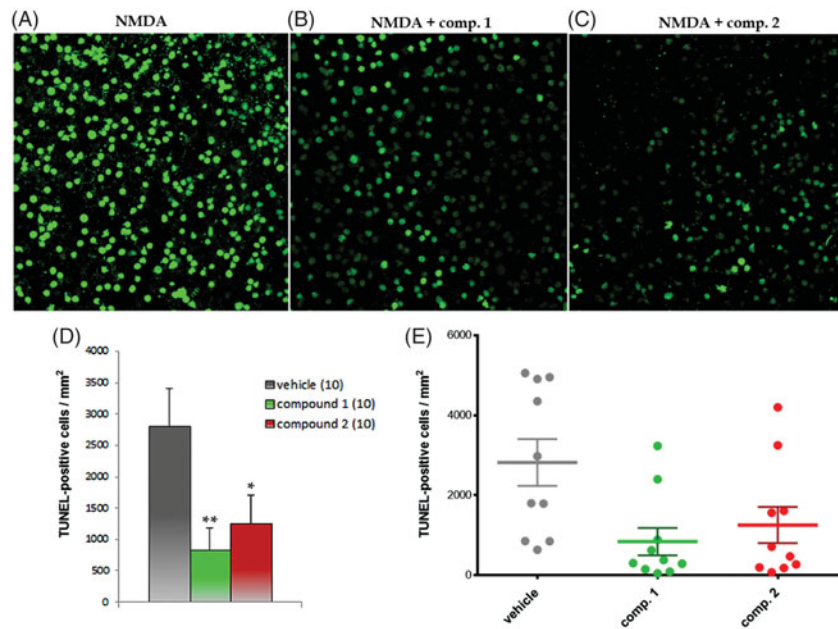 (A) NMDA
(B) NMDA + comp. 1
(C) NMDA + comp. 2
(D)
TUNEL-positive cells / mm²
4000
3500
3000
2500
2000
1500
1000
500
0
**
*
vehicle (10)
compound 1 (10)
compound 2 (10)
(E)
TUNEL-positive cells / mm²
6000
4000
2000
0
vehicle
comp. 1
comp. 2